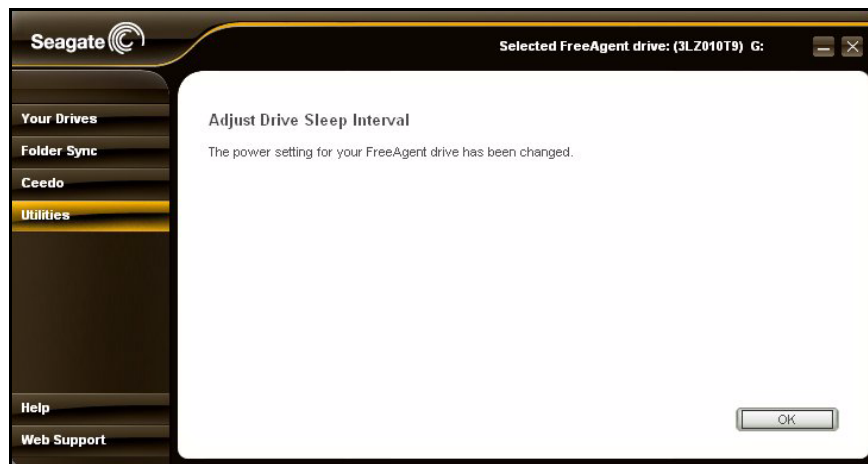 Seagate
Selected FreeAgent drive: (3LZ010T9) G:
Your Drives
Folder Sync
Ceedo
Utilities
Help
Web Support
Adjust Drive Sleep Interval
The power setting for your FreeAgent drive has been changed.
OK